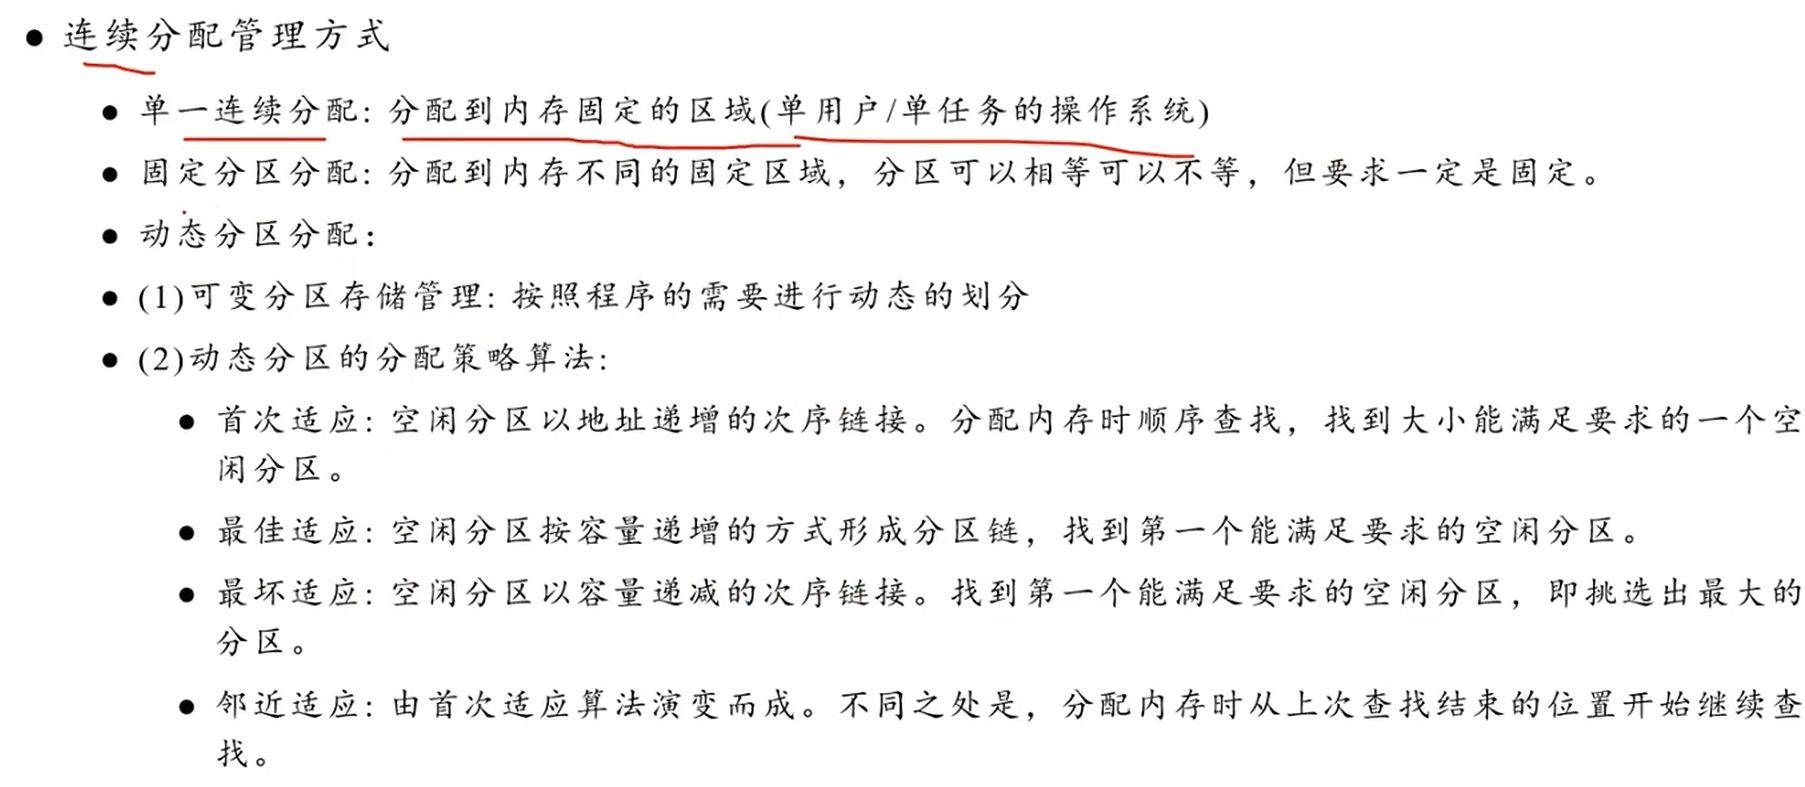 ● 连续分配管理方式
● 单一连续分配: 分配到内存固定的区域(单用户/单任务的操作系统)
● 固定分区分配: 分配到内存不同的固定区域，分区可以相等可以不等，但要求一定是固定。
● 动态分区分配:
● (1)可变分区存储管理: 按照程序的需要进行动态的划分
● (2)动态分区的分配策略算法:
● 首次适应: 空闲分区以地址递增的次序链接。分配内存时顺序查找，找到大小能满足要求的一个空
闲分区。
● 最佳适应: 空闲分区按容量递增的方式形成分区链，找到第一个能满足要求的空闲分区。
● 最坏适应: 空闲分区以容量递减的次序链接。找到第一个能满足要求的空闲分区，即挑选出最大的
分区。
● 邻近适应: 由首次适应算法演变而成。不同之处是，分配内存时从上次查找结束的位置开始继续查
找。